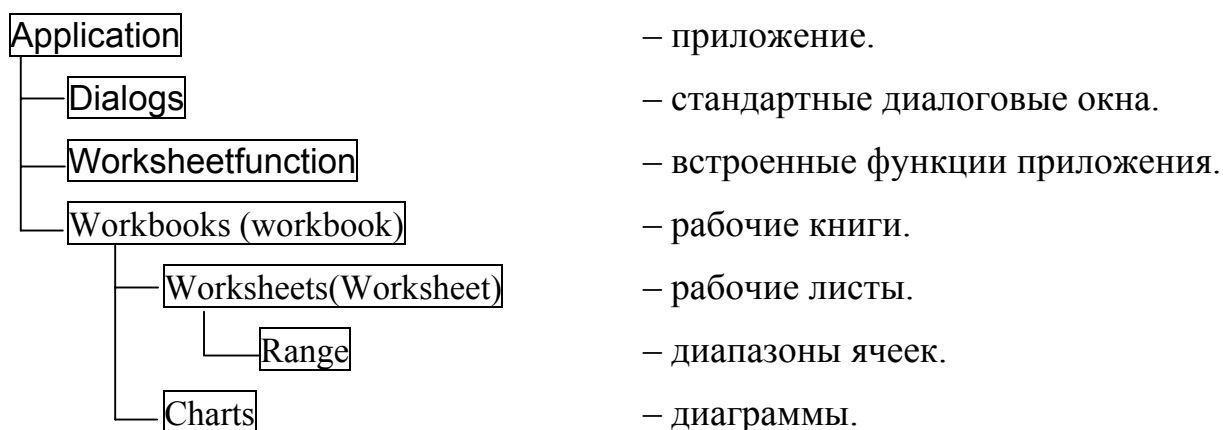 Application – приложение.
Dialogs – стандартные диалоговые окна.
Worksheetfunction – встроенные функции приложения.
Workbooks (workbook) – рабочие книги.
Worksheets(Worksheet) – рабочие листы.
Range – диапазоны ячеек.
Charts – диаграммы.